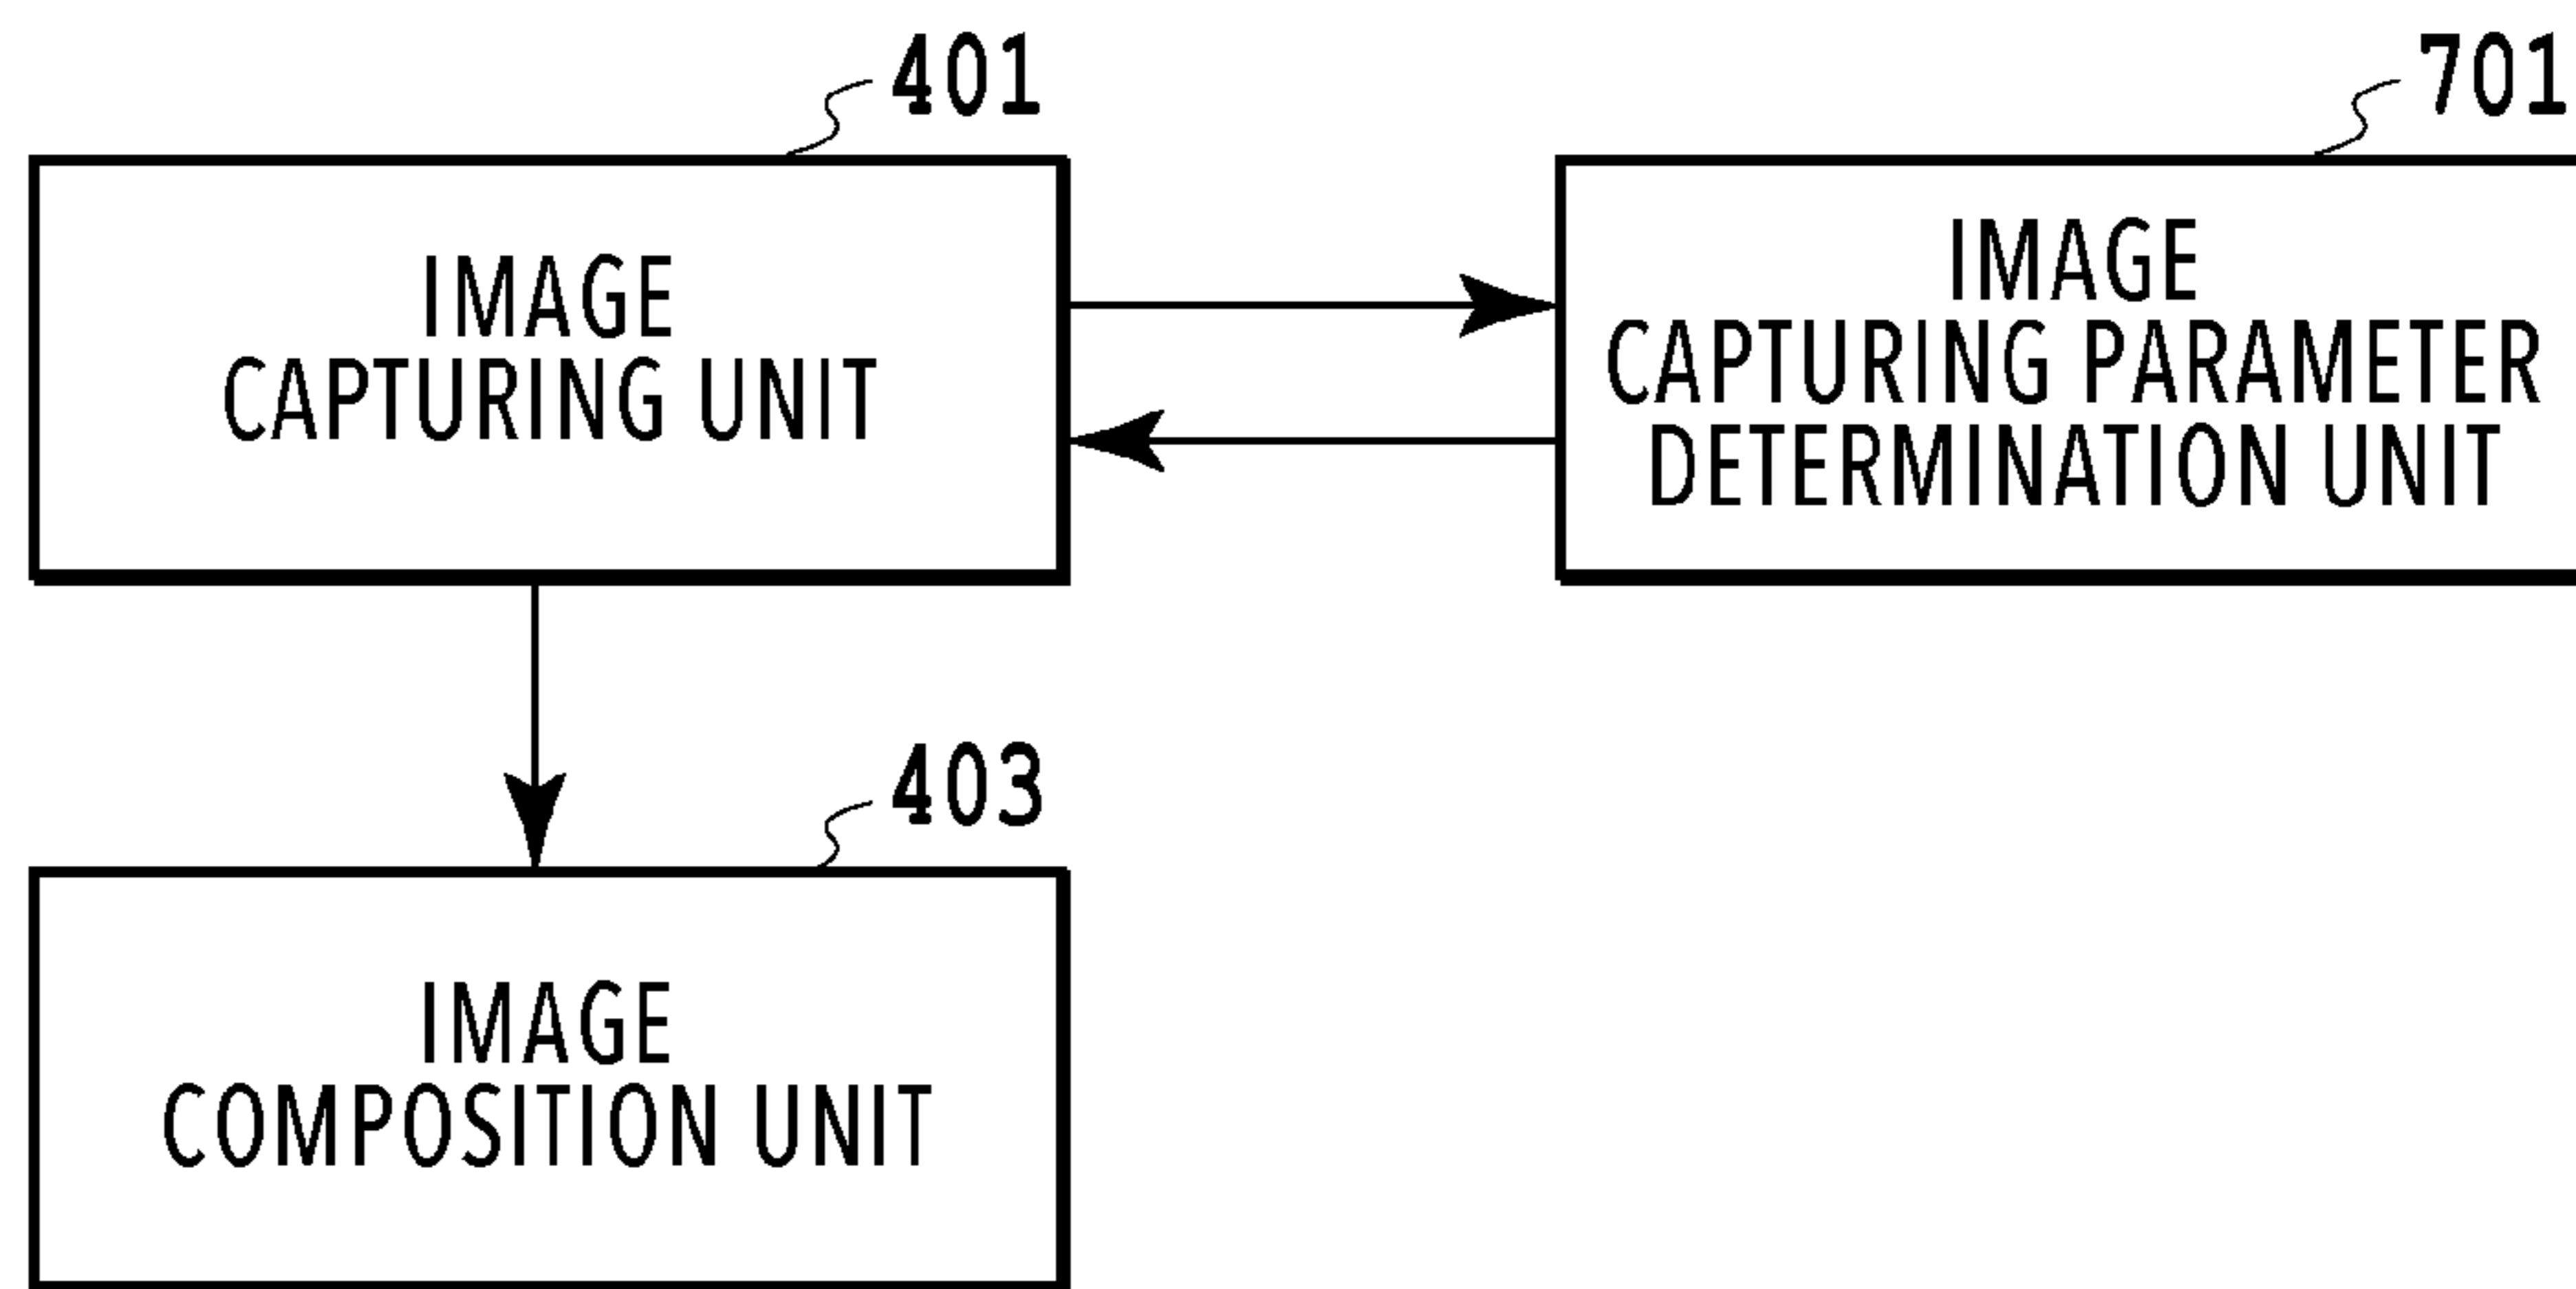 401
IMAGE
CAPTURING UNIT
701
IMAGE
CAPTURING PARAMETER
DETERMINATION UNIT
403
IMAGE
COMPOSITION UNIT